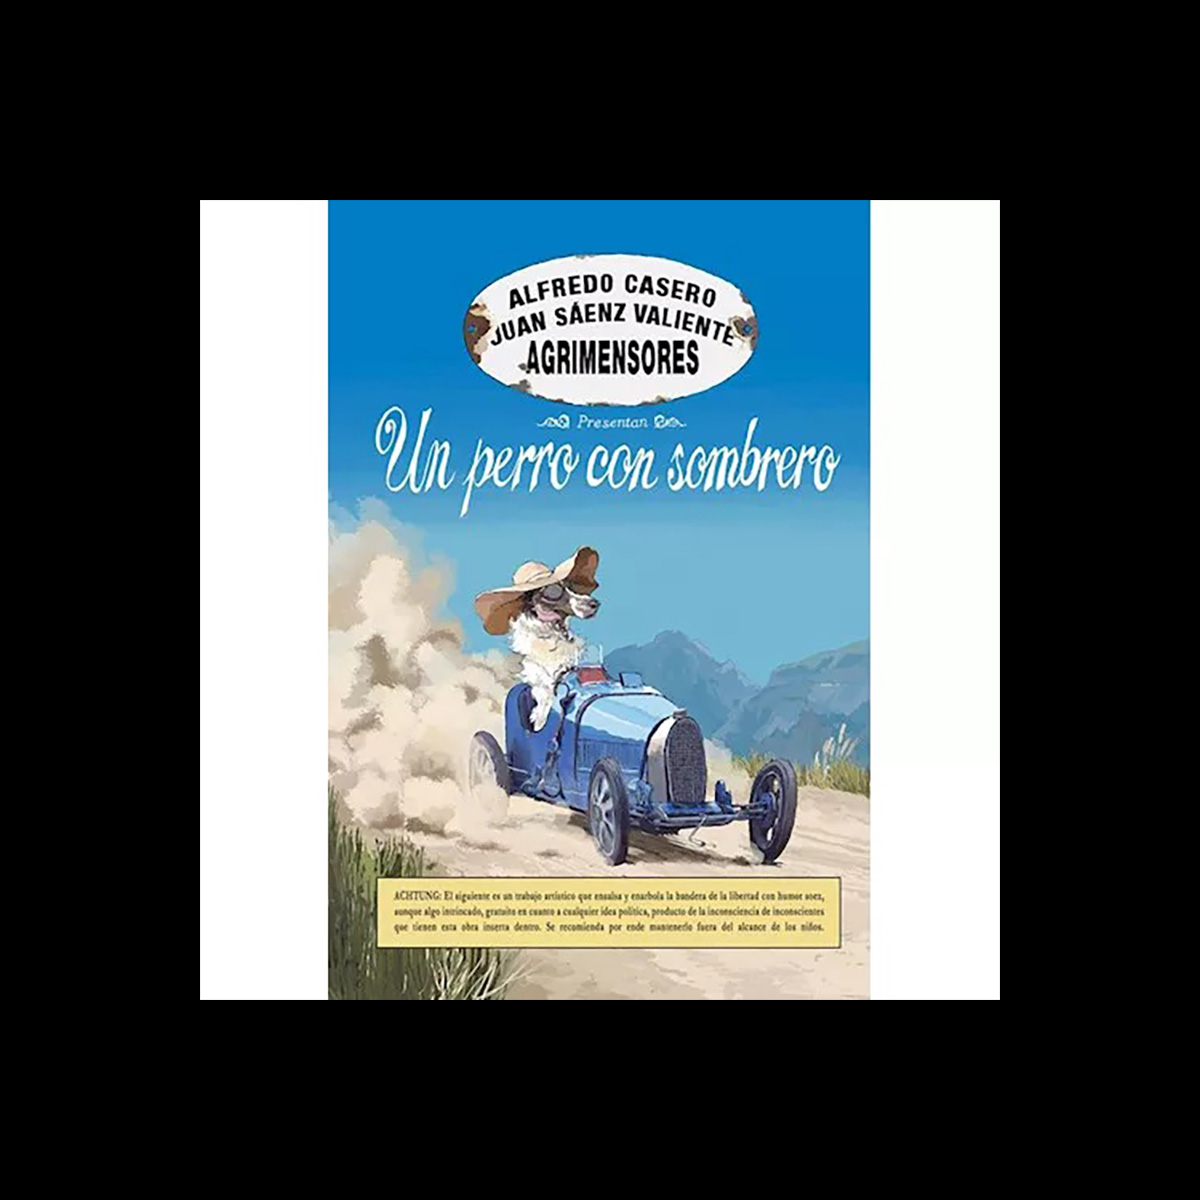 ALFREDO CASERO
JUAN SÁENZ VALIENTE
AGRIMENSORES
Presentan
Un perro con sombrero
ACHTUNG: El siguiente es un trabajo artístico que ensalsa y enarbola la bandera de la libertad con humor soez,
aunque algo intrincado, gratuito en cuanto a cualquier idea política, producto de la inconsciencia de inconscientes
que tienen esta obra inserta dentro. Se recomienda por ende mantenerlo fuera del alcance de los niños.